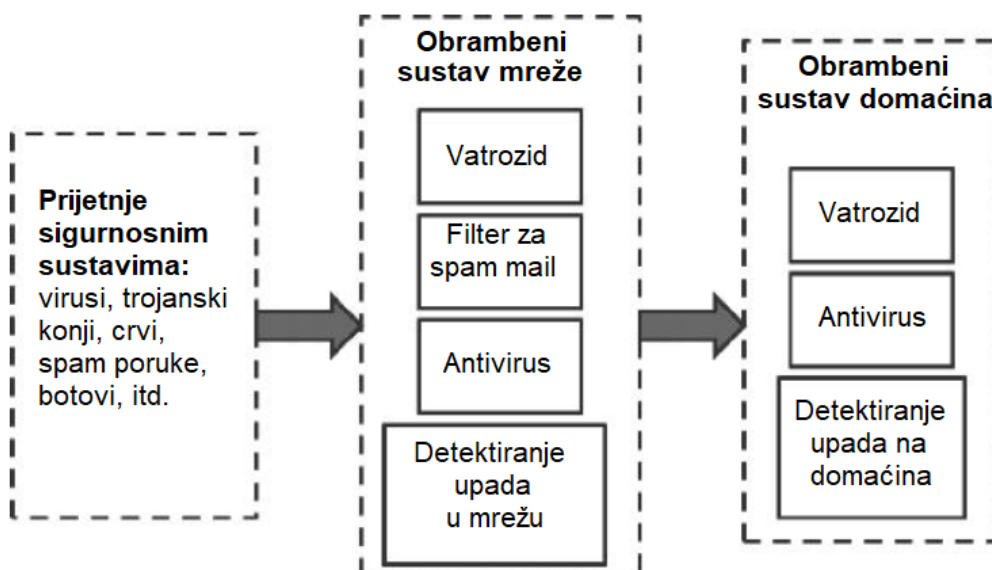 Prijetnje
sigurnosnim
sustavima:
virusi, trojanski
konji, crvi,
spam poruke,
botovi, itd.
Obrambeni
sustav mreže
Vatrozid
Filter za
spam mail
Antivirus
Detektiranje
upada
u mrežu
Obrambeni
sustav domaćina
Vatrozid
Antivirus
Detektiranje
upada na
domaćina